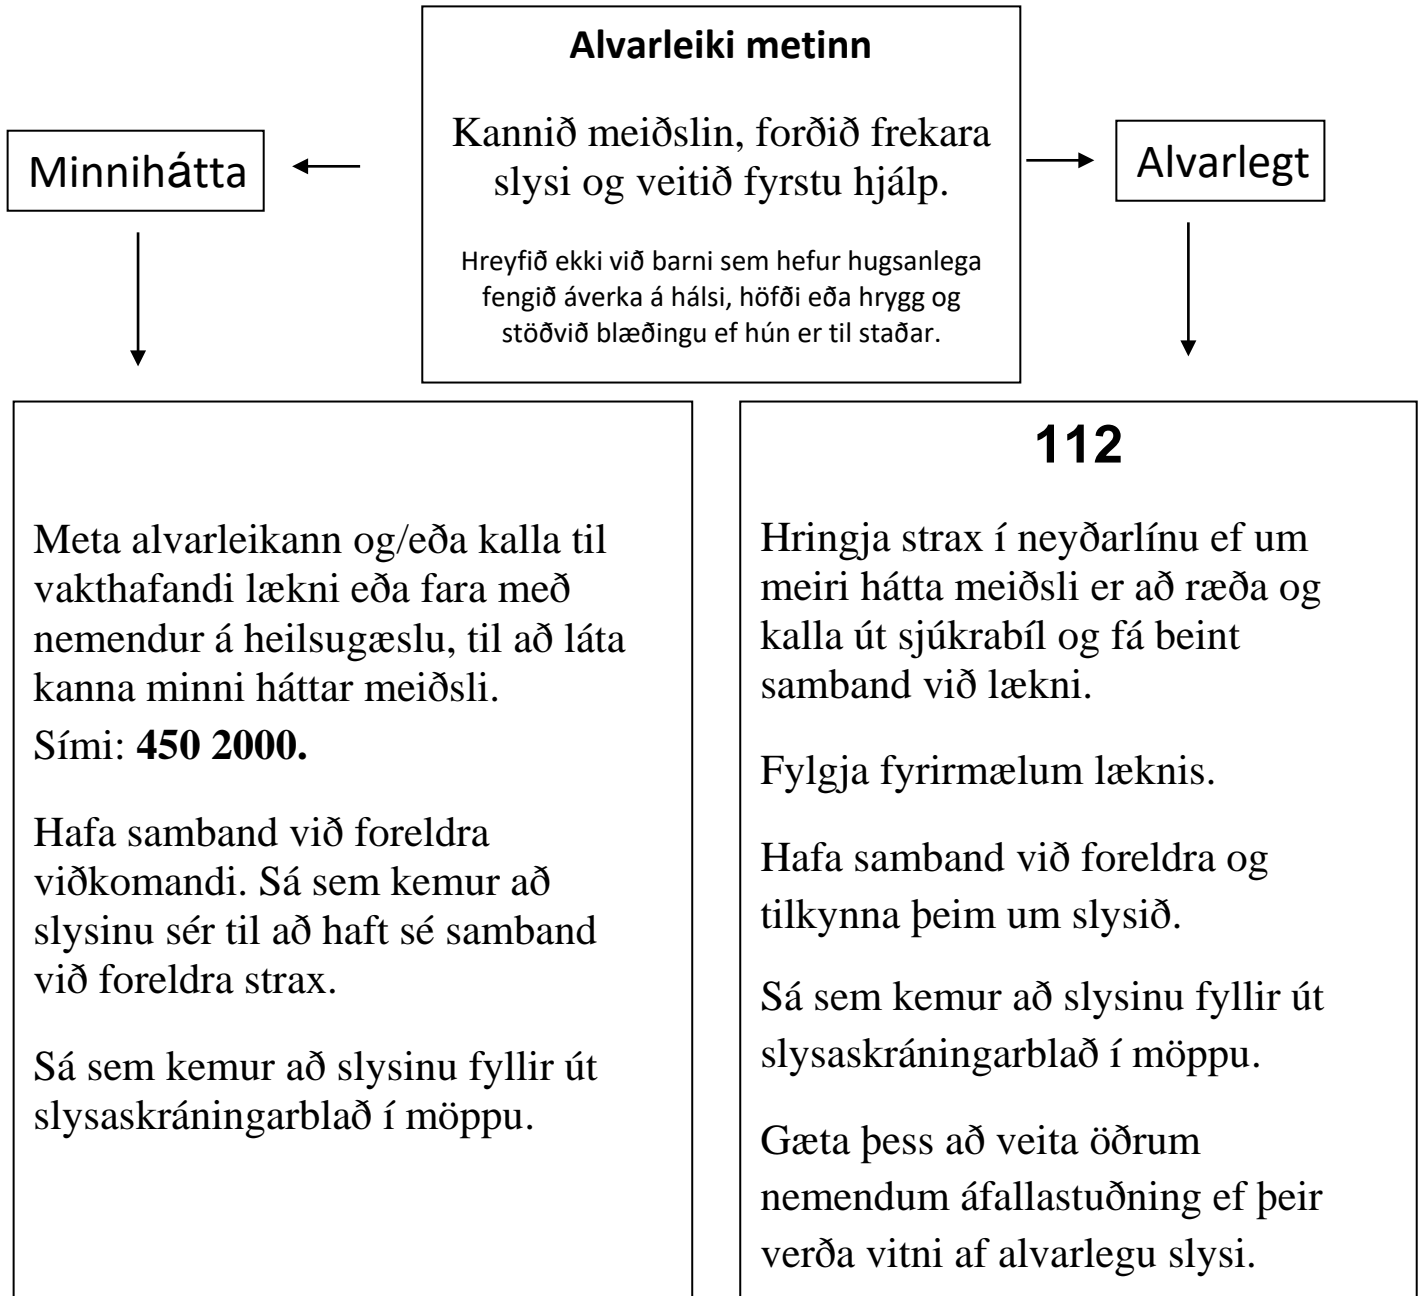 Alvarleiki metinn
Kannið meiðslin, forðið frekara
slysi og veitið fyrstu hjálp.
Hreyfið ekki við barni sem hefur hugsanlega
fengið áverka á hálsi, höfði eða hrygg og
stöðvið blæðingu ef hún er til staðar.
Minnihátta
Alvarlegt
Meta alvarleikann og/eða kalla til
vakthafandi lækni eða fara með
nemendur á heilsugæslu, til að láta
kanna minni háttar meiðsli.
Sími: 450 2000.
Hafa samband við foreldra
viðkomandi. Sá sem kemur að
slysinu sér til að haft sé samband
við foreldra strax.
Sá sem kemur að slysinu fyllir út
slysaskráningarblað í möppu.
112
Hringja strax í neyðarlínu ef um
meiri hátta meiðsli er að ræða og
kalla út sjúkrabíl og fá beint
samband við lækni.
Fylgja fyrirmælum læknis.
Hafa samband við foreldra og
tilkynna þeim um slysið.
Sá sem kemur að slysinu fyllir út
slysaskráningarblað í möppu.
Gæta þess að veita öðrum
nemendum áfallastuðning ef þeir
verða vitni af alvarlegu slysi.